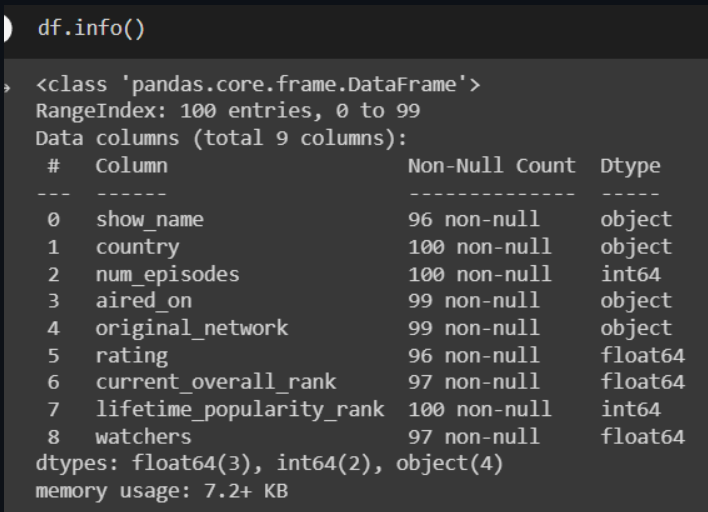 df.info()
<class 'pandas.core.frame.DataFrame'>
RangeIndex: 100 entries, 0 to 99
Data columns (total 9 columns):
 #   Column                    Non-Null Count  Dtype
---  ------                    --------------  -----
 0   show_name                 96 non-null     object
 1   country                   100 non-null    object
 2   num_episodes              100 non-null    int64
 3   aired_on                  99 non-null     object
 4   original_network          99 non-null     object
 5   rating                    96 non-null     float64
 6   current_overall_rank      97 non-null     float64
 7   lifetime_popularity_rank  100 non-null    int64
 8   watchers                  97 non-null     float64
dtypes: float64(3), int64(2), object(4)
memory usage: 7.2+ KB